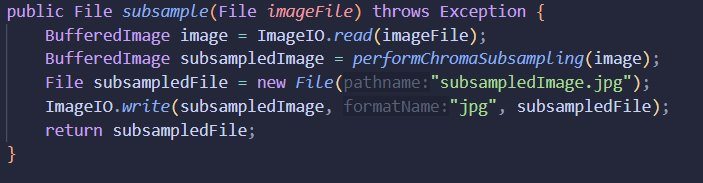 public File subsample(File imageFile) throws Exception {
BufferedImage image = ImageIO.read(imageFile);
BufferedImage subsampledImage = performChromaSubsampling(image);
File subsampledFile = new File(pathname:"subsampledImage.jpg");
ImageIO.write(subsampledImage, formatName:"jpg", subsampledFile);
return subsampledFile;
}